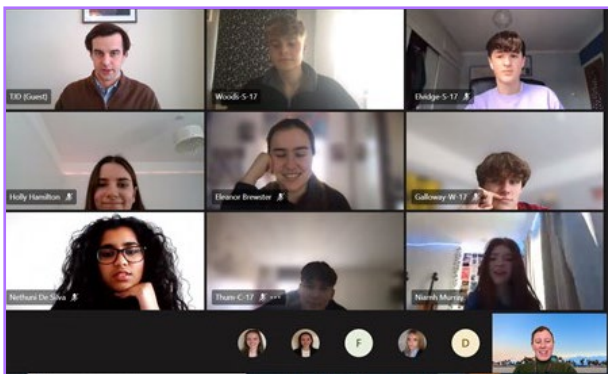 TJD (Guest)
Woods-S-17
Elvidge-S-17
Holly Hamilton
Eleanor Brewster
Galloway-W-17
Nethuni De Silva
Thum-C-17
Niamh Murray
F
D